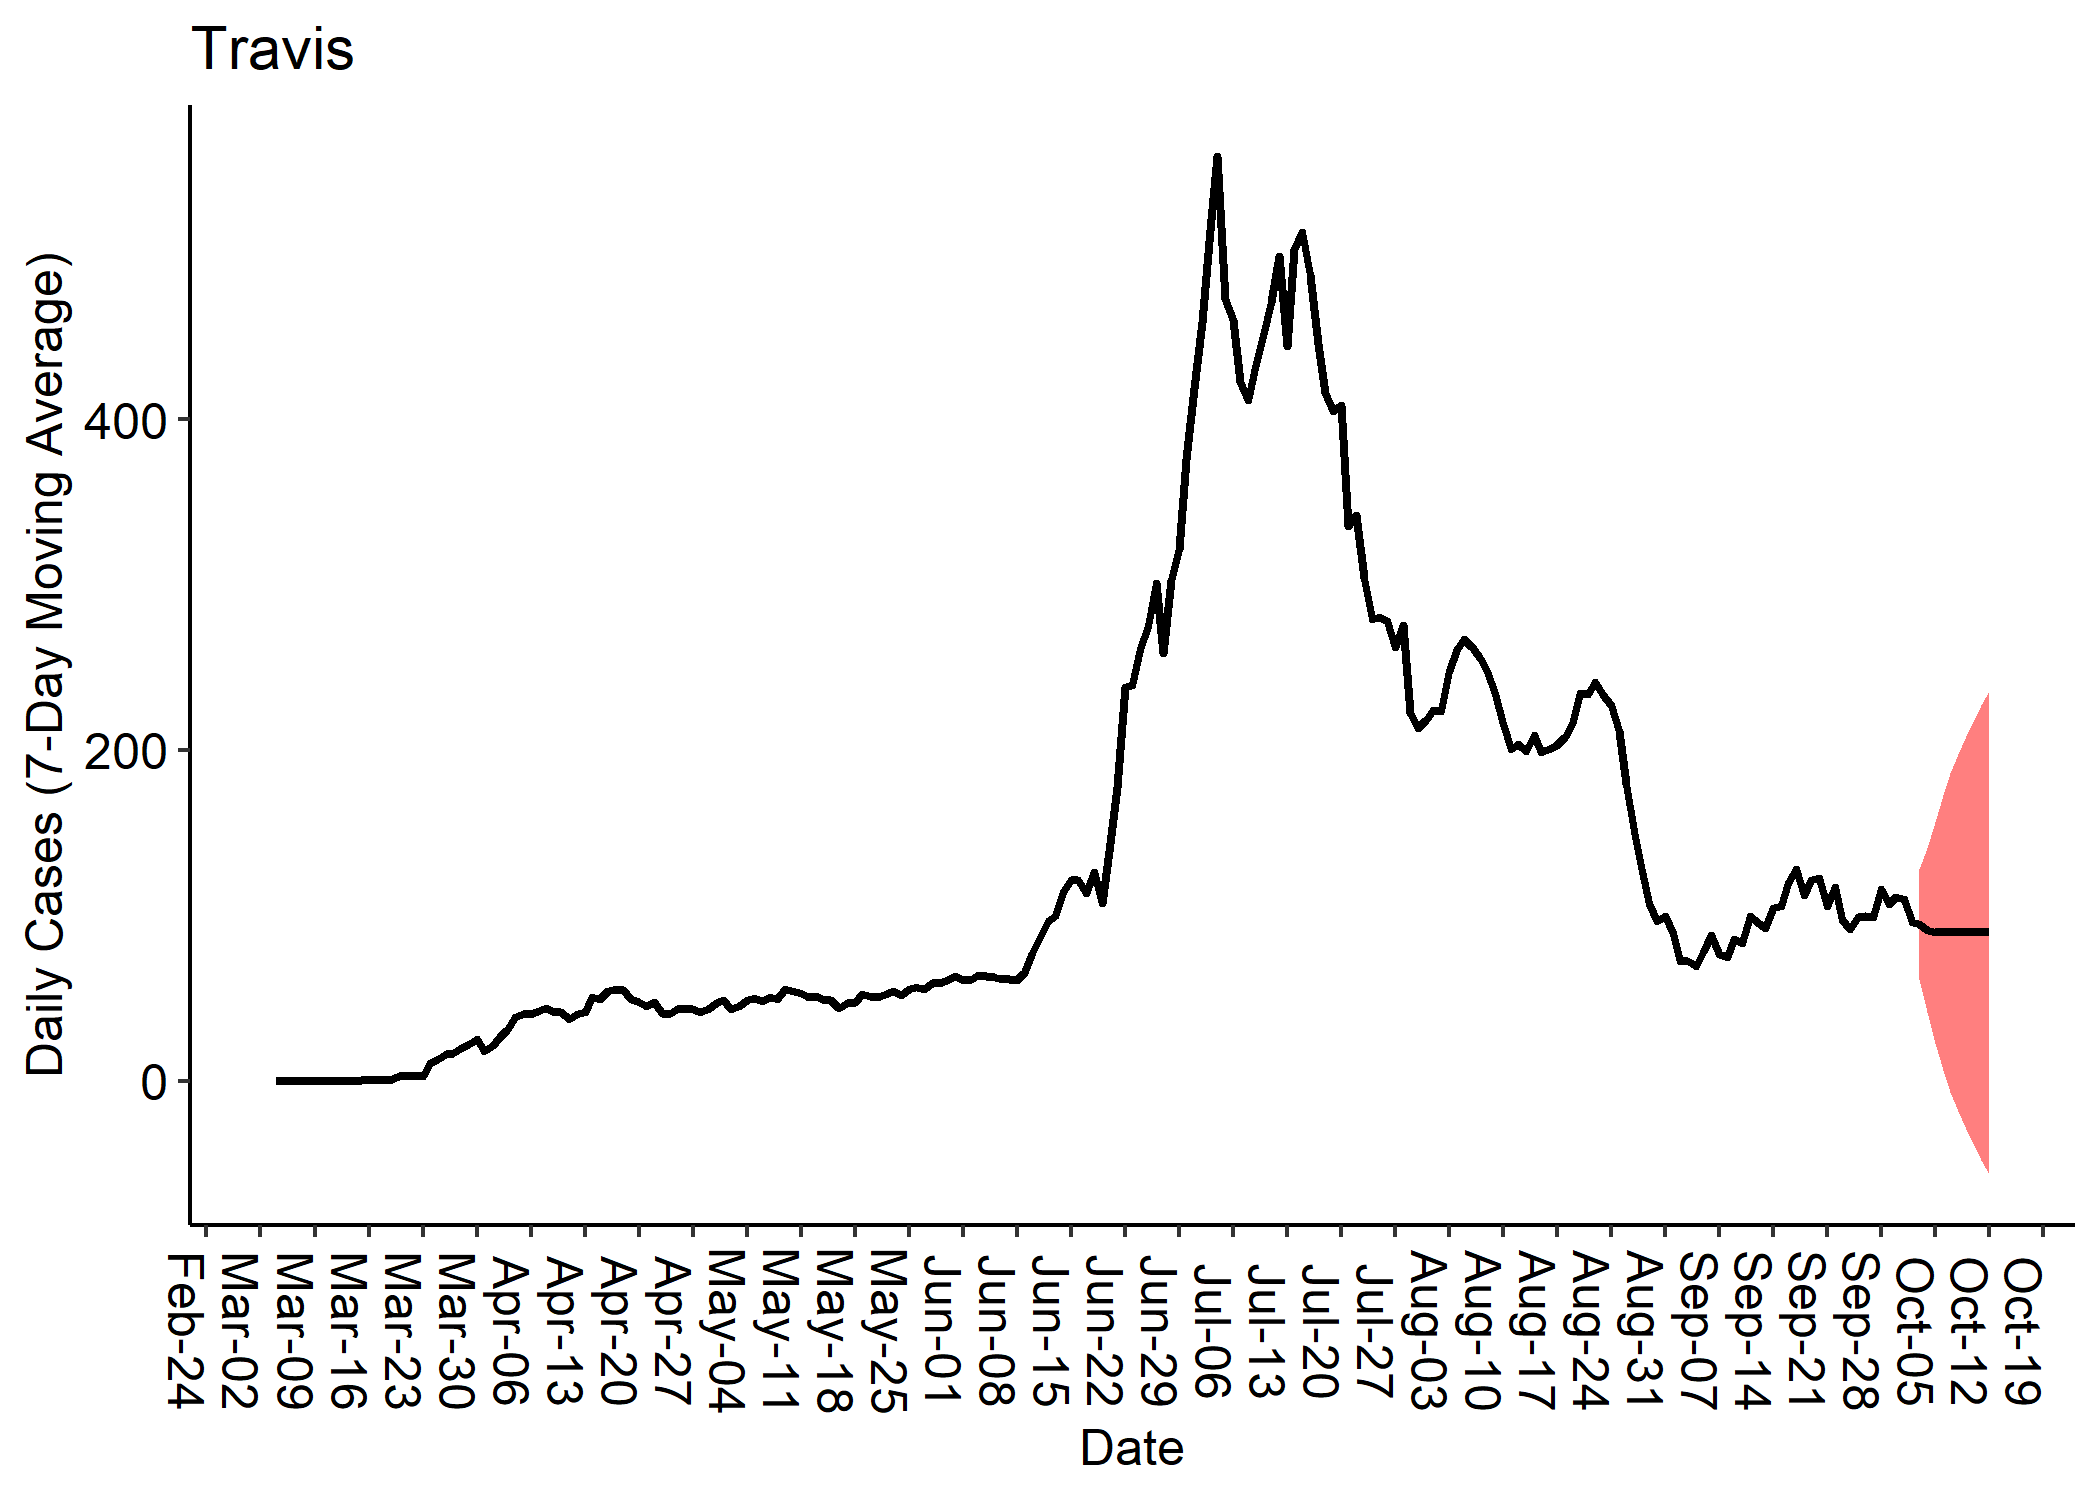 Travis
Daily Cases (7-Day Moving Average)
400
200
0
Feb-24
Mar-02
Mar-09
Mar-16
Mar-23
Mar-30
Apr-06
Apr-13
Apr-20
Apr-27
May-04
May-11
May-18
May-25
Jun-01
Jun-08
Jun-15
Jun-22
Jun-29
Jul-06
Jul-13
Jul-20
Jul-27
Aug-03
Aug-10
Aug-17
Aug-24
Aug-31
Sep-07
Sep-14
Sep-21
Sep-28
Oct-05
Oct-12
Oct-19
Date